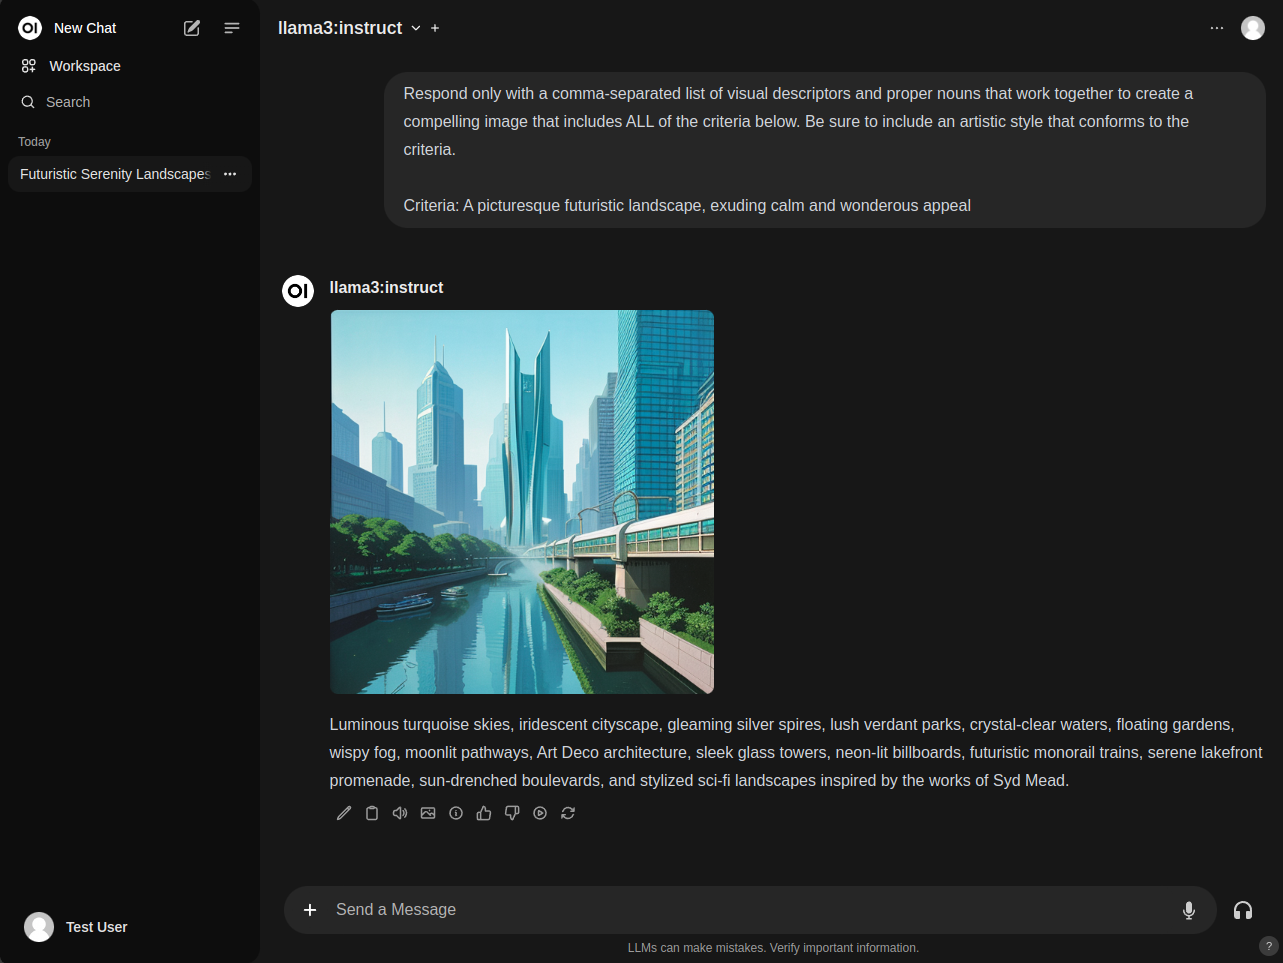 OI New Chat
Workspace
Search
Today
Futuristic Serenity Landscapes
Test User
llama3:instruct
Respond only with a comma-separated list of visual descriptors and proper nouns that work together to create a
compelling image that includes ALL of the criteria below. Be sure to include an artistic style that conforms to the
criteria.
Criteria: A picturesque futuristic landscape, exuding calm and wonderous appeal
OI llama3:instruct
Luminous turquoise skies, iridescent cityscape, gleaming silver spires, lush verdant parks, crystal-clear waters, floating gardens,
wispy fog, moonlit pathways, Art Deco architecture, sleek glass towers, neon-lit billboards, futuristic monorail trains, serene lakefront
promenade, sun-drenched boulevards, and stylized sci-fi landscapes inspired by the works of Syd Mead.
Send a Message
LLMs can make mistakes. Verify important information.
?